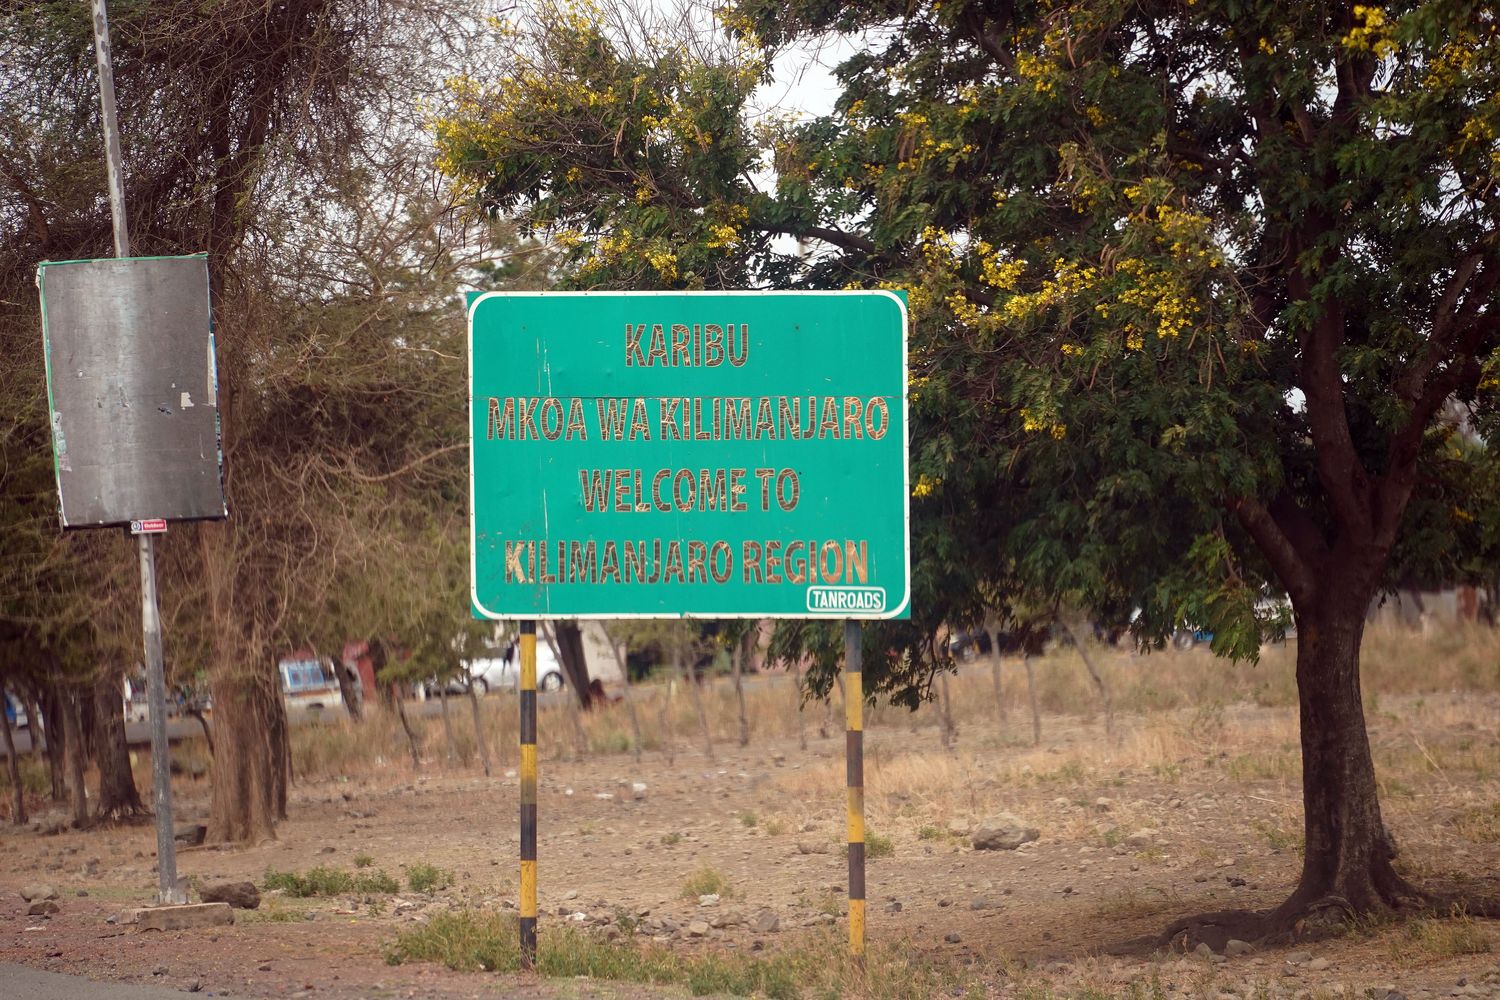 KARIBU
MKOA WA KILIMANJARO
WELCOME TO
KILIMANJARO REGION
TANROADS